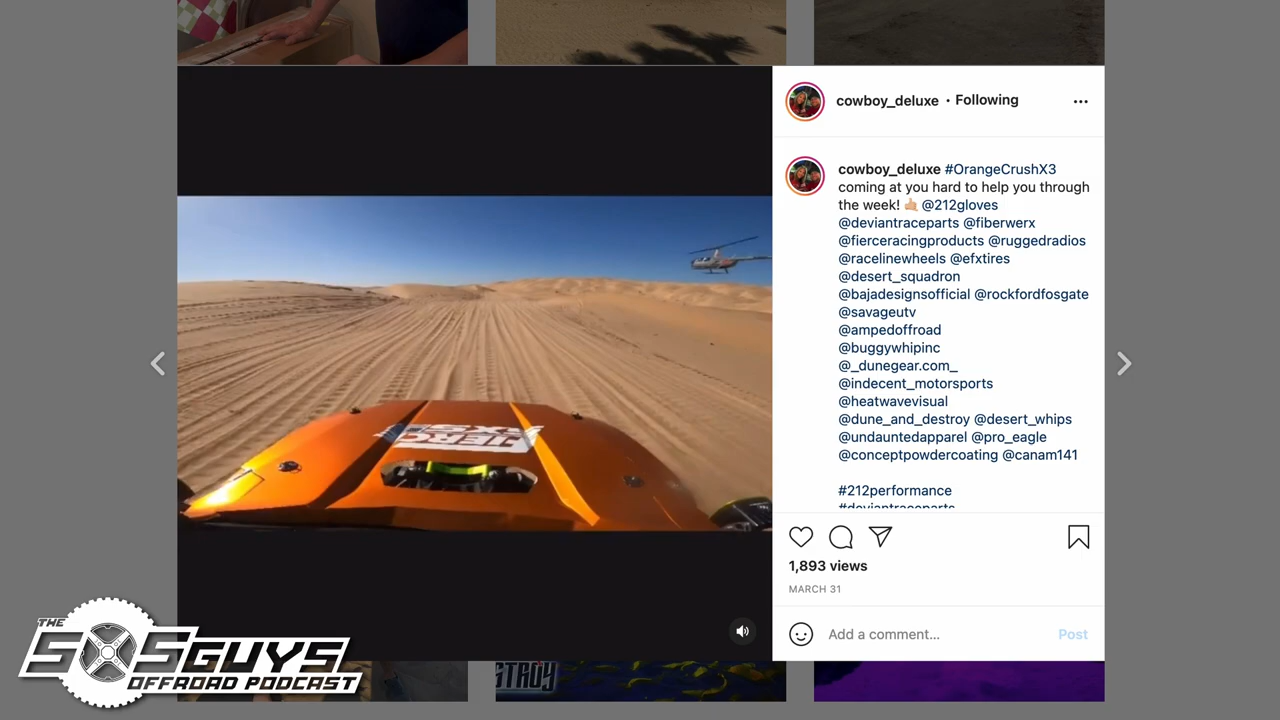 cowboy_deluxe • Following
cowboy_deluxe #OrangeCrushX3
coming at you hard to help you through
the week! 🤙🏼 @212gloves
@deviantraceparts @fiberwerx
@fierceracingproducts @ruggedradios
@racelinewheels @efxtires
@desert_squadron
@bajadesignsofficial @rockfordfosgate
@savageutv
@ampedoffroad
@buggywhipinc
@_dunegear.com_
@indecent_motorsports
@heatwavevisual
@dune_and_destroy @desert_whips
@undauntedapparel @pro_eagle
@conceptpowdercoating @canam141
#212performance
#deviantraceparts
1,893 views
MARCH 31
Add a comment... Post
THE
SXSGUYS
OFFROAD PODCAST